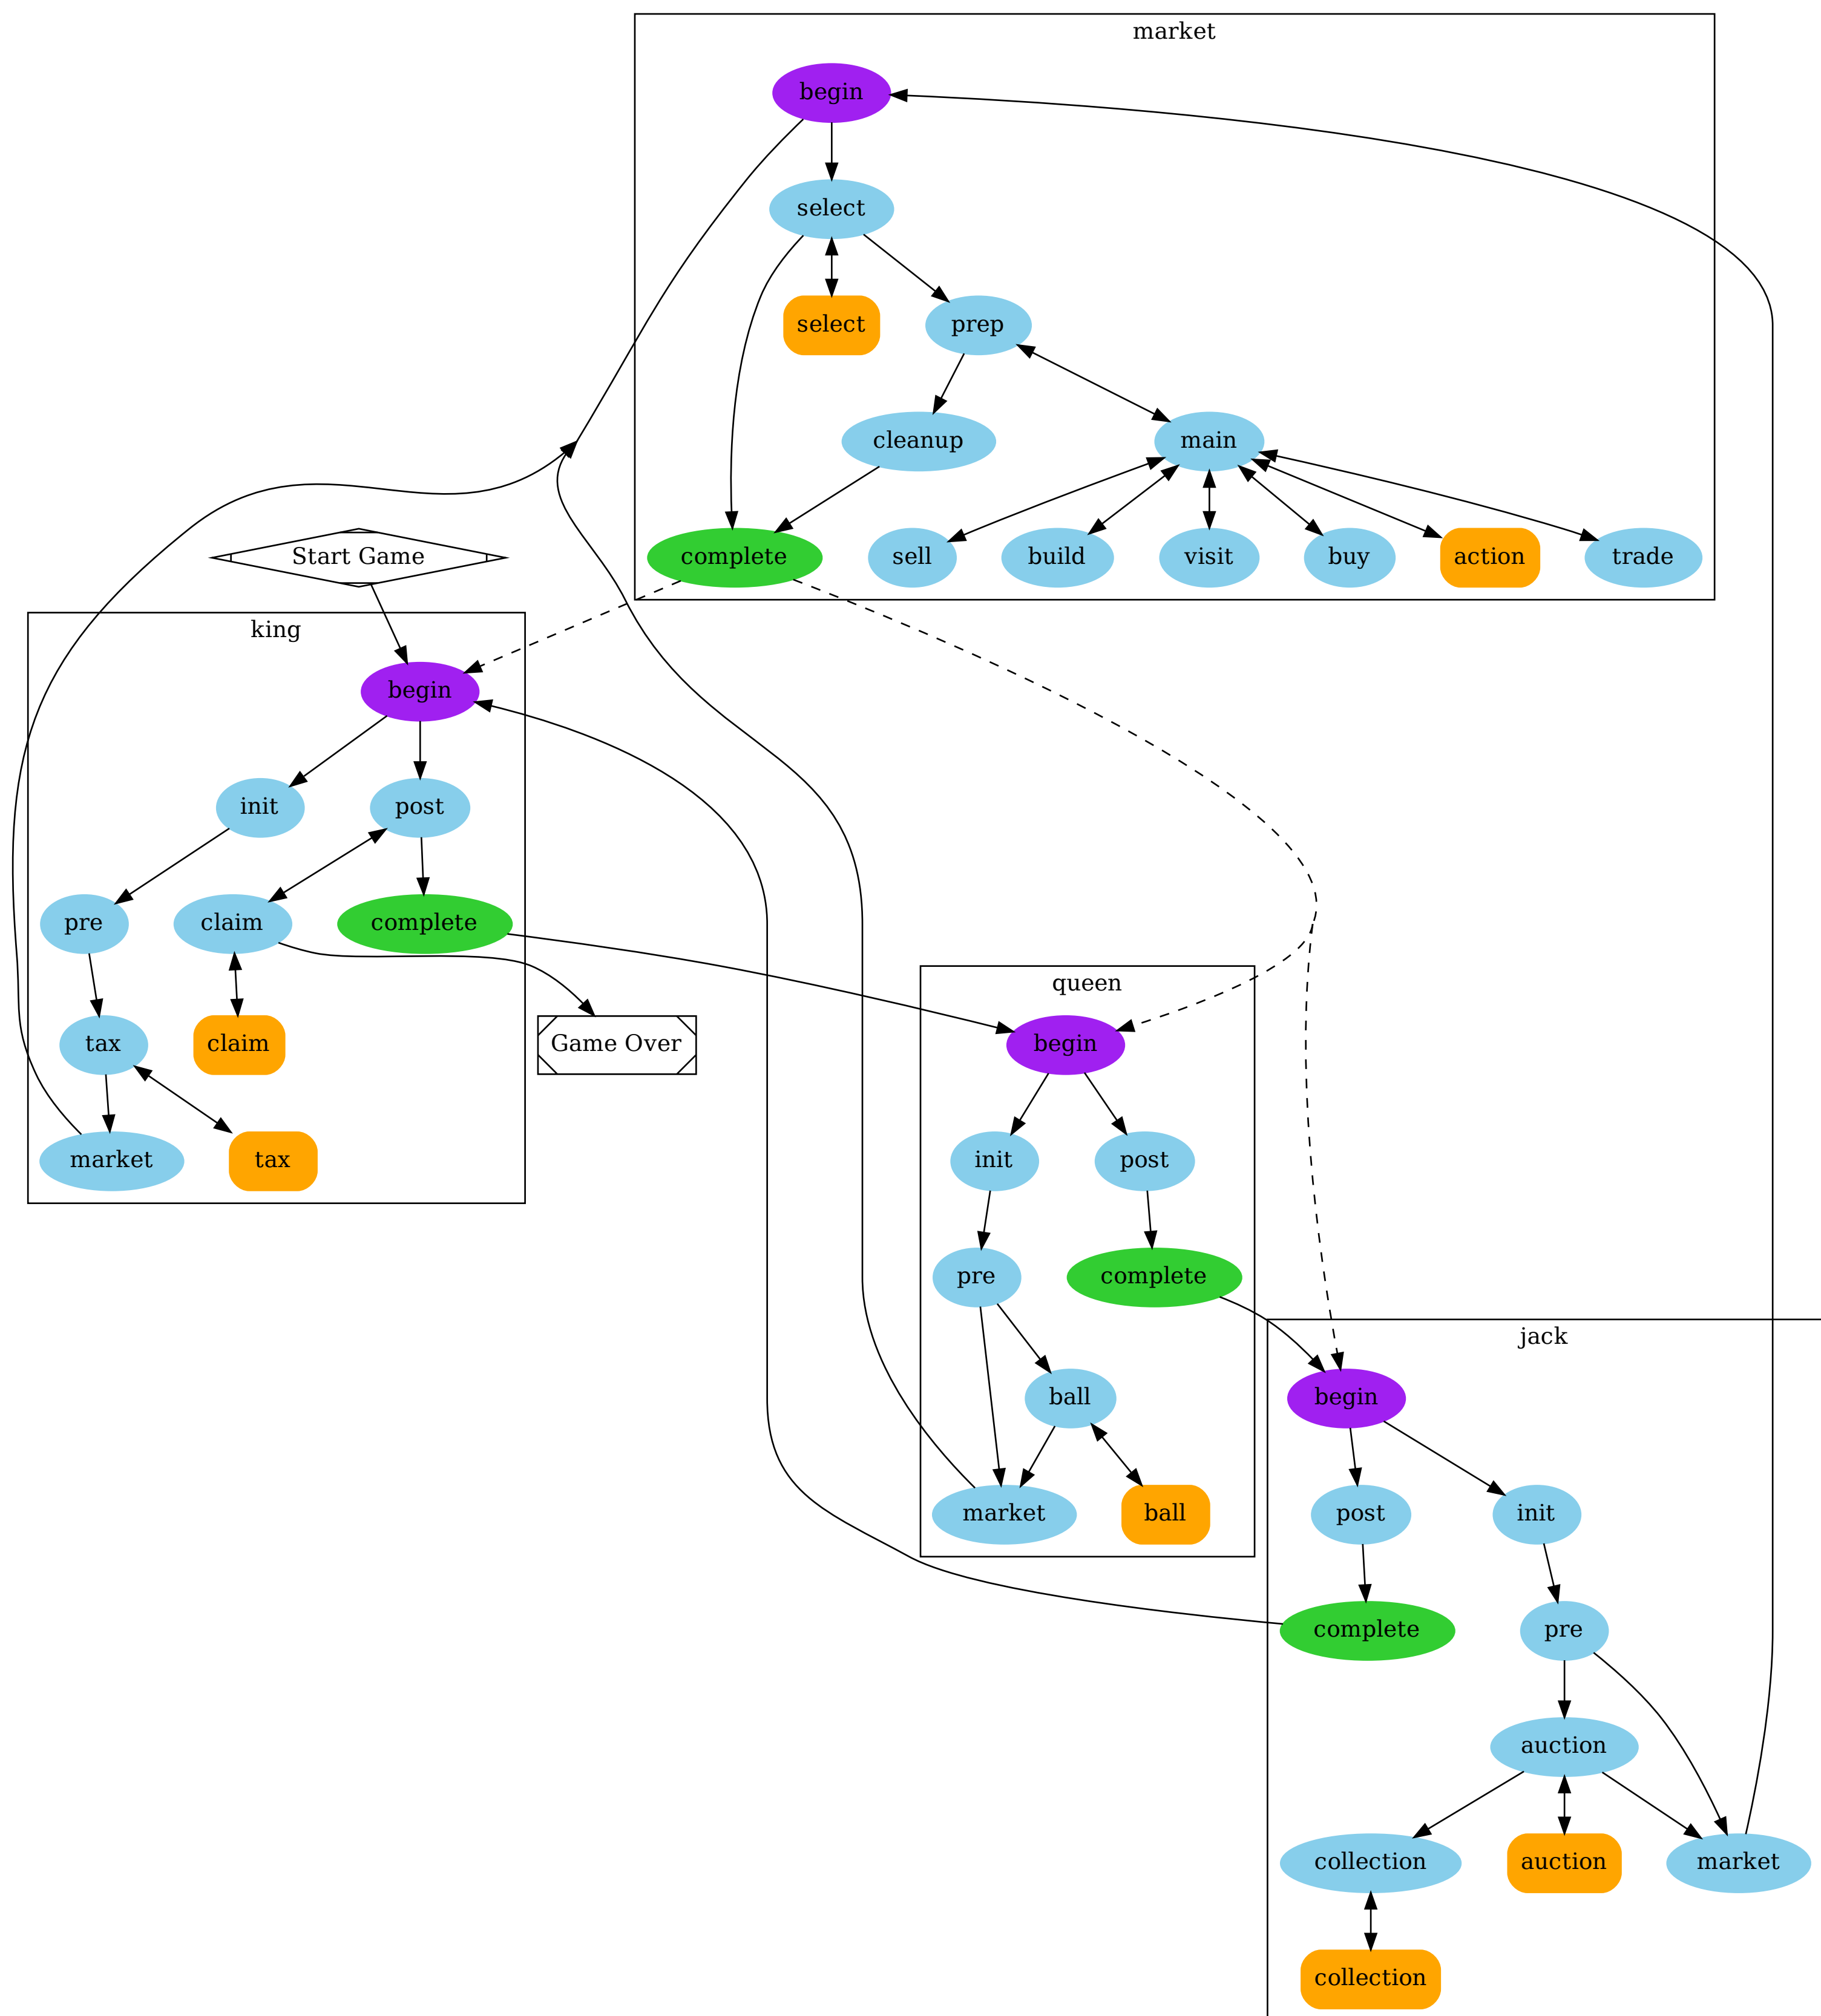 market
begin
select
select
prep
cleanup
main
complete
sell
build
visit
buy
action
trade
Start Game
king
begin
init
post
pre
claim
complete
tax
claim
Game Over
market
tax
queen
begin
init
post
pre
complete
ball
market
ball
jack
begin
post
init
complete
pre
auction
collection
auction
market
collection